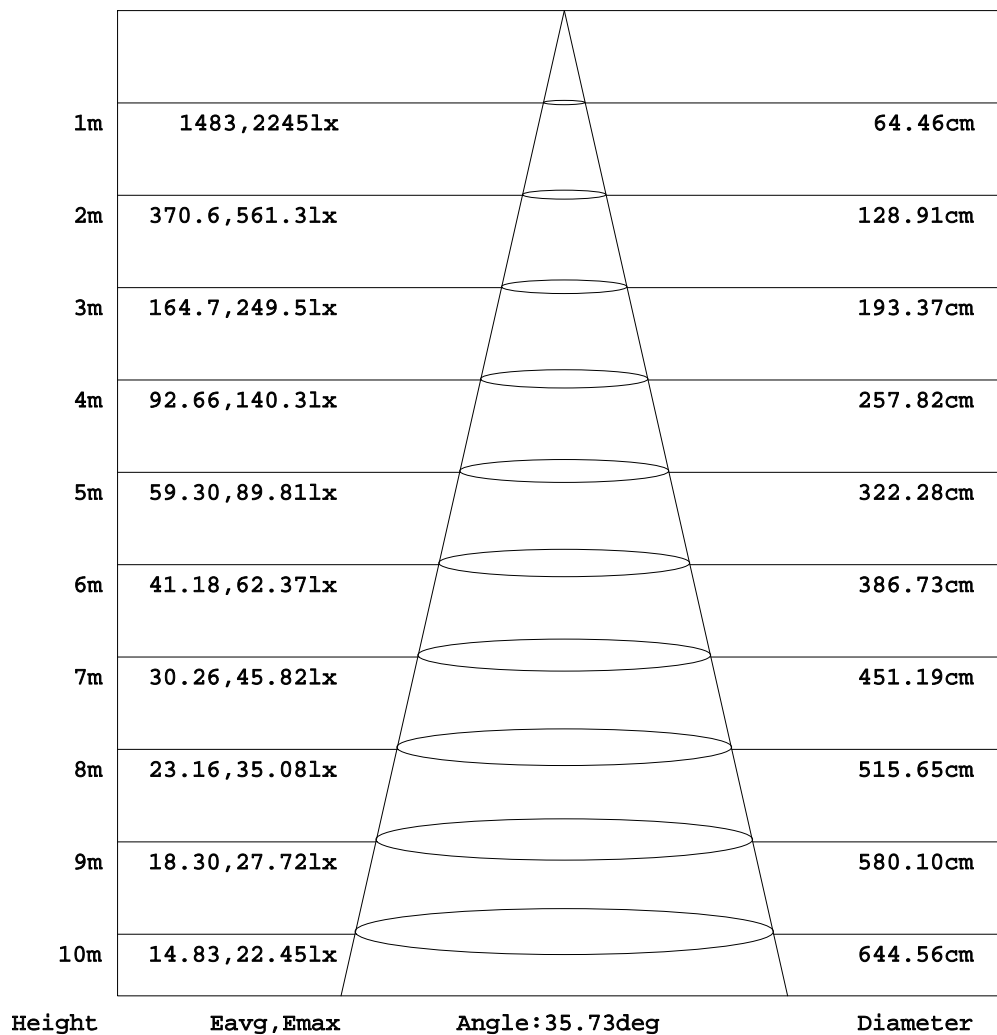 1m 1483,2245lx 64.46cm
2m 370.6,561.3lx 128.91cm
3m 164.7,249.5lx 193.37cm
4m 92.66,140.3lx 257.82cm
5m 59.30,89.81lx 322.28cm
6m 41.18,62.37lx 386.73cm
7m 30.26,45.82lx 451.19cm
8m 23.16,35.08lx 515.65cm
9m 18.30,27.72lx 580.10cm
10m 14.83,22.45lx 644.56cm
Height Eavg,Emax Angle:35.73deg Diameter